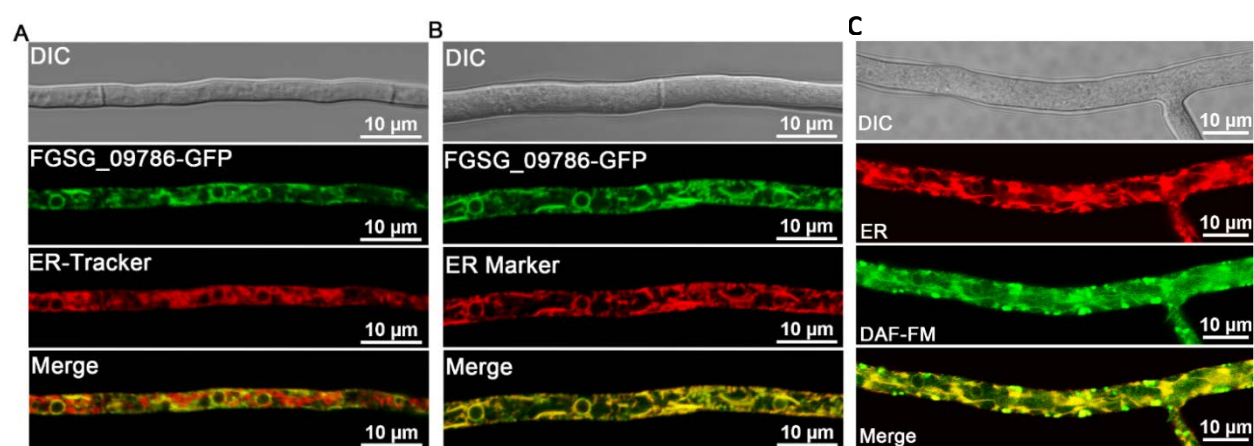 A
DIC
10 µm
FGSG_09786-GFP
10 µm
ER-Tracker
10 µm
Merge
10 µm
B
DIC
10 µm
FGSG_09786-GFP
10 µm
ER Marker
10 µm
Merge
10 µm
C
DIC
10 µm
ER
10 µm
DAF-FM
10 µm
Merge
10 µm